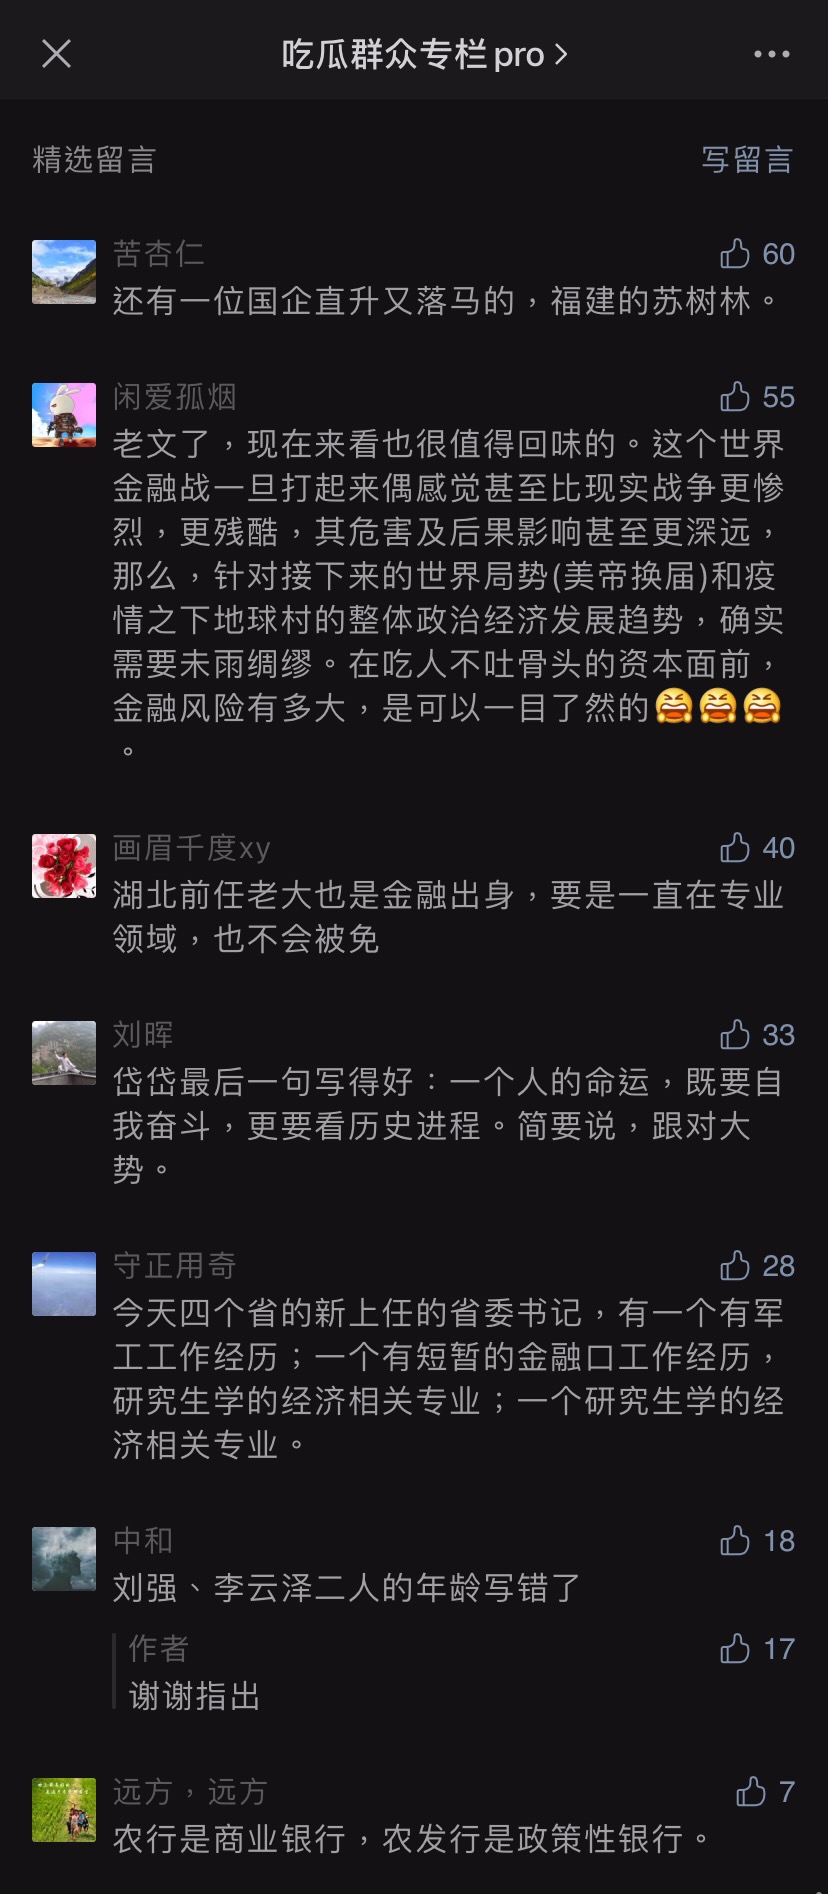 吃瓜群众专栏pro
精选留言 写留言
苦杏仁 60
还有一位国企直升又落马的，福建的苏树林。
闲爱孤烟 55
老文了，现在来看也很值得回味的。这个世界
金融战一旦打起来偶感觉甚至比现实战争更惨
烈，更残酷，其危害及后果影响甚至更深远，
那么，针对接下来的世界局势(美帝换届)和疫
情之下地球村的整体政治经济发展趋势，确实
需要未雨绸缪。在吃人不吐骨头的资本面前，
金融风险有多大，是可以一目了然的
。
画眉千度xy 40
湖北前任老大也是金融出身，要是一直在专业
领域，也不会被免
刘晖 33
岱岱最后一句写得好：一个人的命运，既要自
我奋斗，更要看历史进程。简要说，跟对大
势。
守正用奇 28
今天四个省的新上任的省委书记，有一个有军
工工作经历；一个有短暂的金融口工作经历，
研究生学的经济相关专业；一个研究生学的经
济相关专业。
中和 18
刘强、李云泽二人的年龄写错了
作者 17
谢谢指出
远方，远方 7
农行是商业银行，农发行是政策性银行。